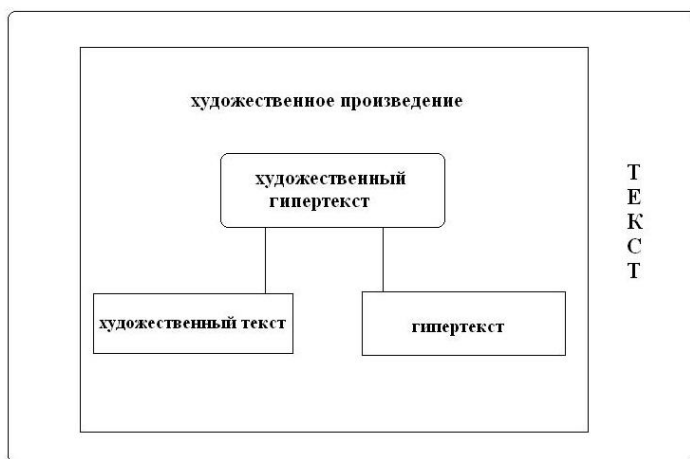 художественное произведение
художественный
гипертекст
художественный текст
гипертекст
Т
Е
К
С
Т